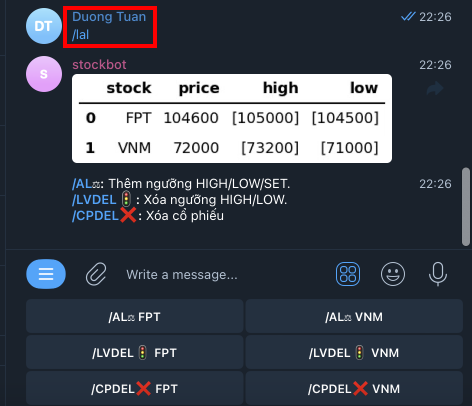 DT
Duong Tuan
22:26
/lal
S
stockbot
22:26
stock price high low
0 FPT 104600 [105000] [104500]
1 VNM 72000 [73200] [71000]
/AL⚖: Thêm ngưỡng HIGH/LOW/SET.
22:26
/LVDEL🚦: Xóa ngưỡng HIGH/LOW.
/CPDEL❌: Xóa cổ phiếu
Write a message...
/AL⚖ FPT
/AL⚖ VNM
/LVDEL🚦 FPT
/LVDEL🚦 VNM
/CPDEL❌ FPT
/CPDEL❌ VNM